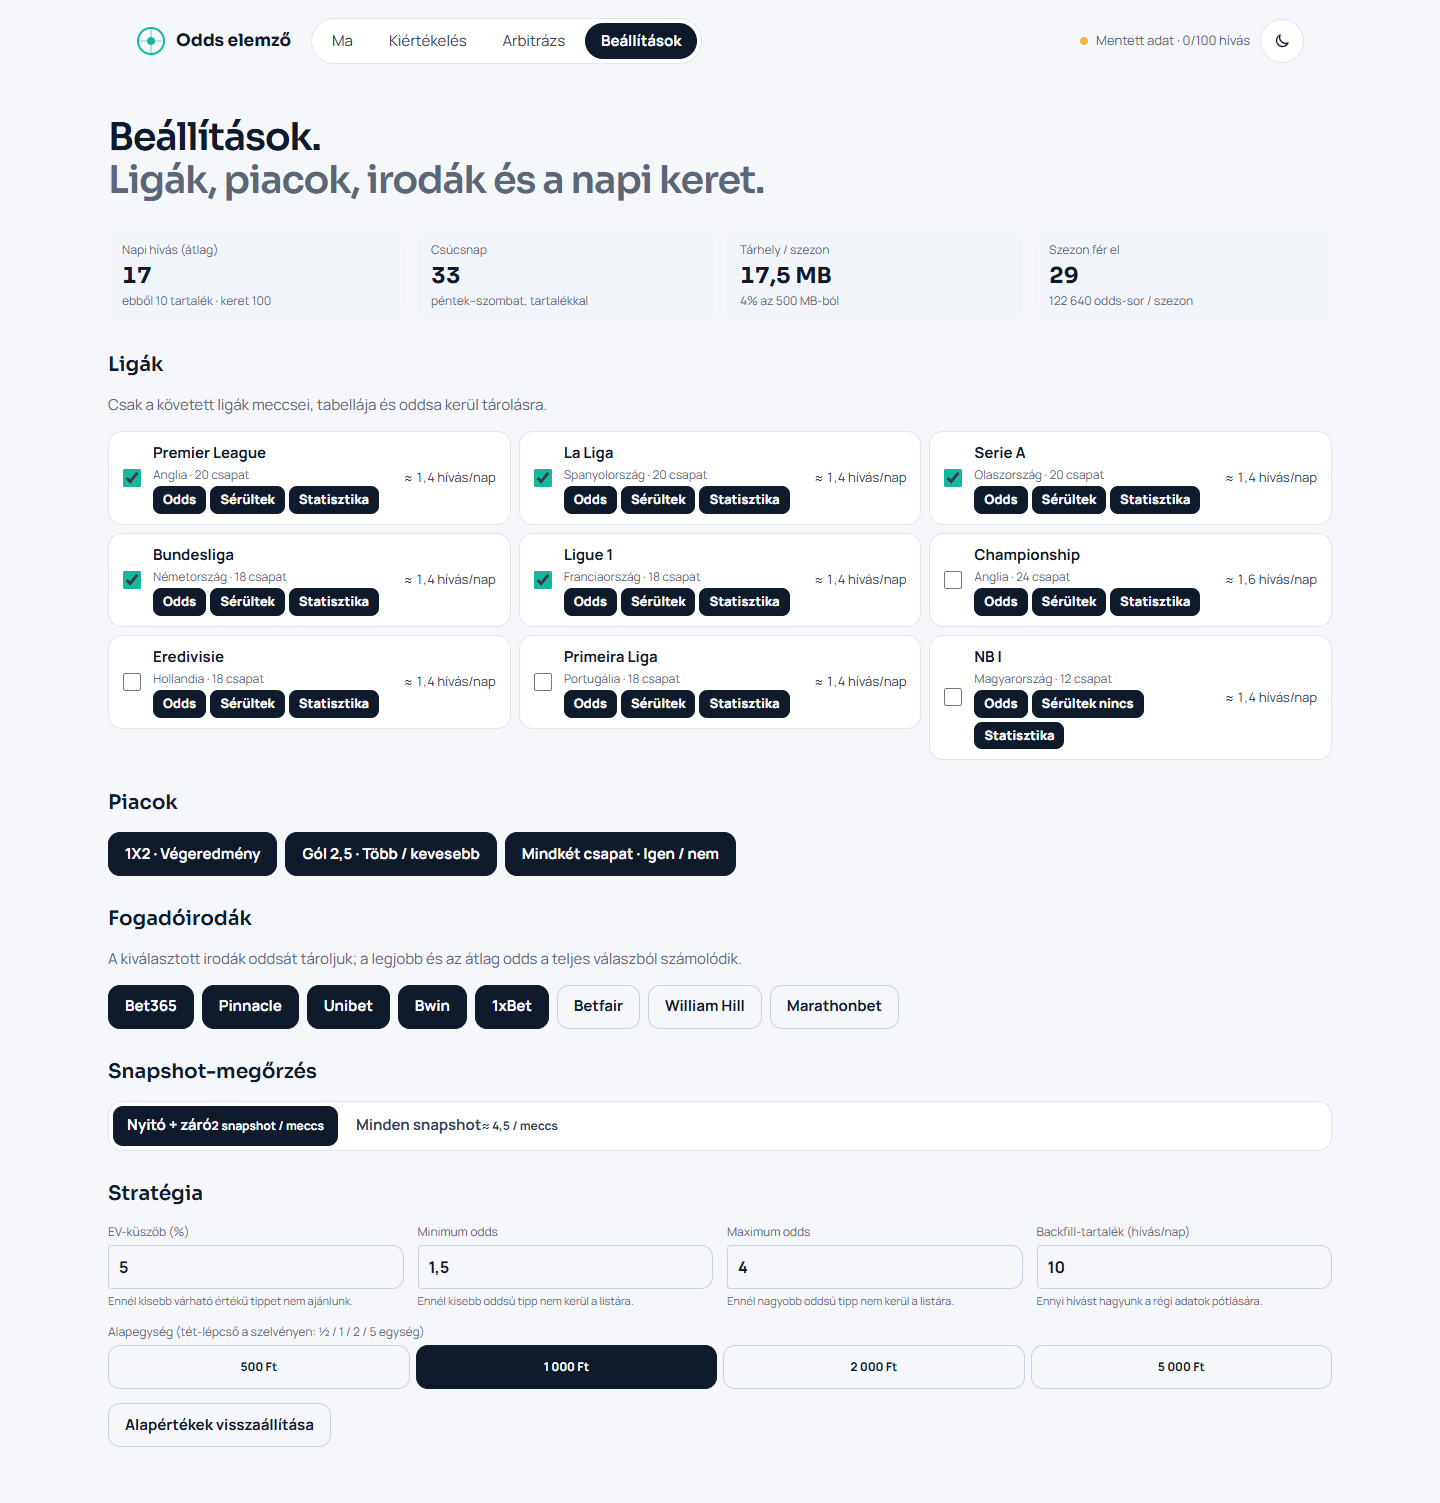 Odds elemző
Ma
Kiértékelés
Arbitrázs
Beállítások
Mentett adat · 0/100 hívás
Beállítások.
Ligák, piacok, irodák és a napi keret.
Napi hívás (átlag)
17
ebből 10 tartalék · keret 100
Csúcsnap
33
péntek–szombat, tartalékkal
Tárhely / szezon
17,5 MB
4% az 500 MB-ból
Szezon fér el
29
122 640 odds-sor / szezon
Ligák
Csak a követett ligák meccsei, tabellája és oddsa kerül tárolásra.
Premier League
Anglia · 20 csapat
Odds Sérültek Statisztika
≈ 1,4 hívás/nap
La Liga
Spanyolország · 20 csapat
Odds Sérültek Statisztika
≈ 1,4 hívás/nap
Serie A
Olaszország · 20 csapat
Odds Sérültek Statisztika
≈ 1,4 hívás/nap
Bundesliga
Németország · 18 csapat
Odds Sérültek Statisztika
≈ 1,4 hívás/nap
Ligue 1
Franciaország · 18 csapat
Odds Sérültek Statisztika
≈ 1,4 hívás/nap
Championship
Anglia · 24 csapat
Odds Sérültek Statisztika
≈ 1,6 hívás/nap
Eredivisie
Hollandia · 18 csapat
Odds Sérültek Statisztika
≈ 1,4 hívás/nap
Primeira Liga
Portugália · 18 csapat
Odds Sérültek Statisztika
≈ 1,4 hívás/nap
NB I
Magyarország · 12 csapat
Odds Sérültek nincs
Statisztika
≈ 1,4 hívás/nap
Piacok
1X2 · Végeredmény
Gól 2,5 · Több / kevesebb
Mindkét csapat · Igen / nem
Fogadóirodák
A kiválasztott irodák oddsát tároljuk; a legjobb és az átlag odds a teljes válaszból számolódik.
Bet365
Pinnacle
Unibet
Bwin
1xBet
Betfair
William Hill
Marathonbet
Snapshot-megőrzés
Nyitó + záró2 snapshot / meccs
Minden snapshot≈ 4,5 / meccs
Stratégia
EV-küszöb (%)
5
Ennél kisebb várható értékű tippet nem ajánlunk.
Minimum odds
1,5
Ennél kisebb oddsú tipp nem kerül a listára.
Maximum odds
4
Ennél nagyobb oddsú tipp nem kerül a listára.
Backfill-tartalék (hívás/nap)
10
Ennyi hívást hagyunk a régi adatok pótlására.
Alapegység (tét-lépcső a szelvényen: ½ / 1 / 2 / 5 egység)
500 Ft
1 000 Ft
2 000 Ft
5 000 Ft
Alapértékek visszaállítása